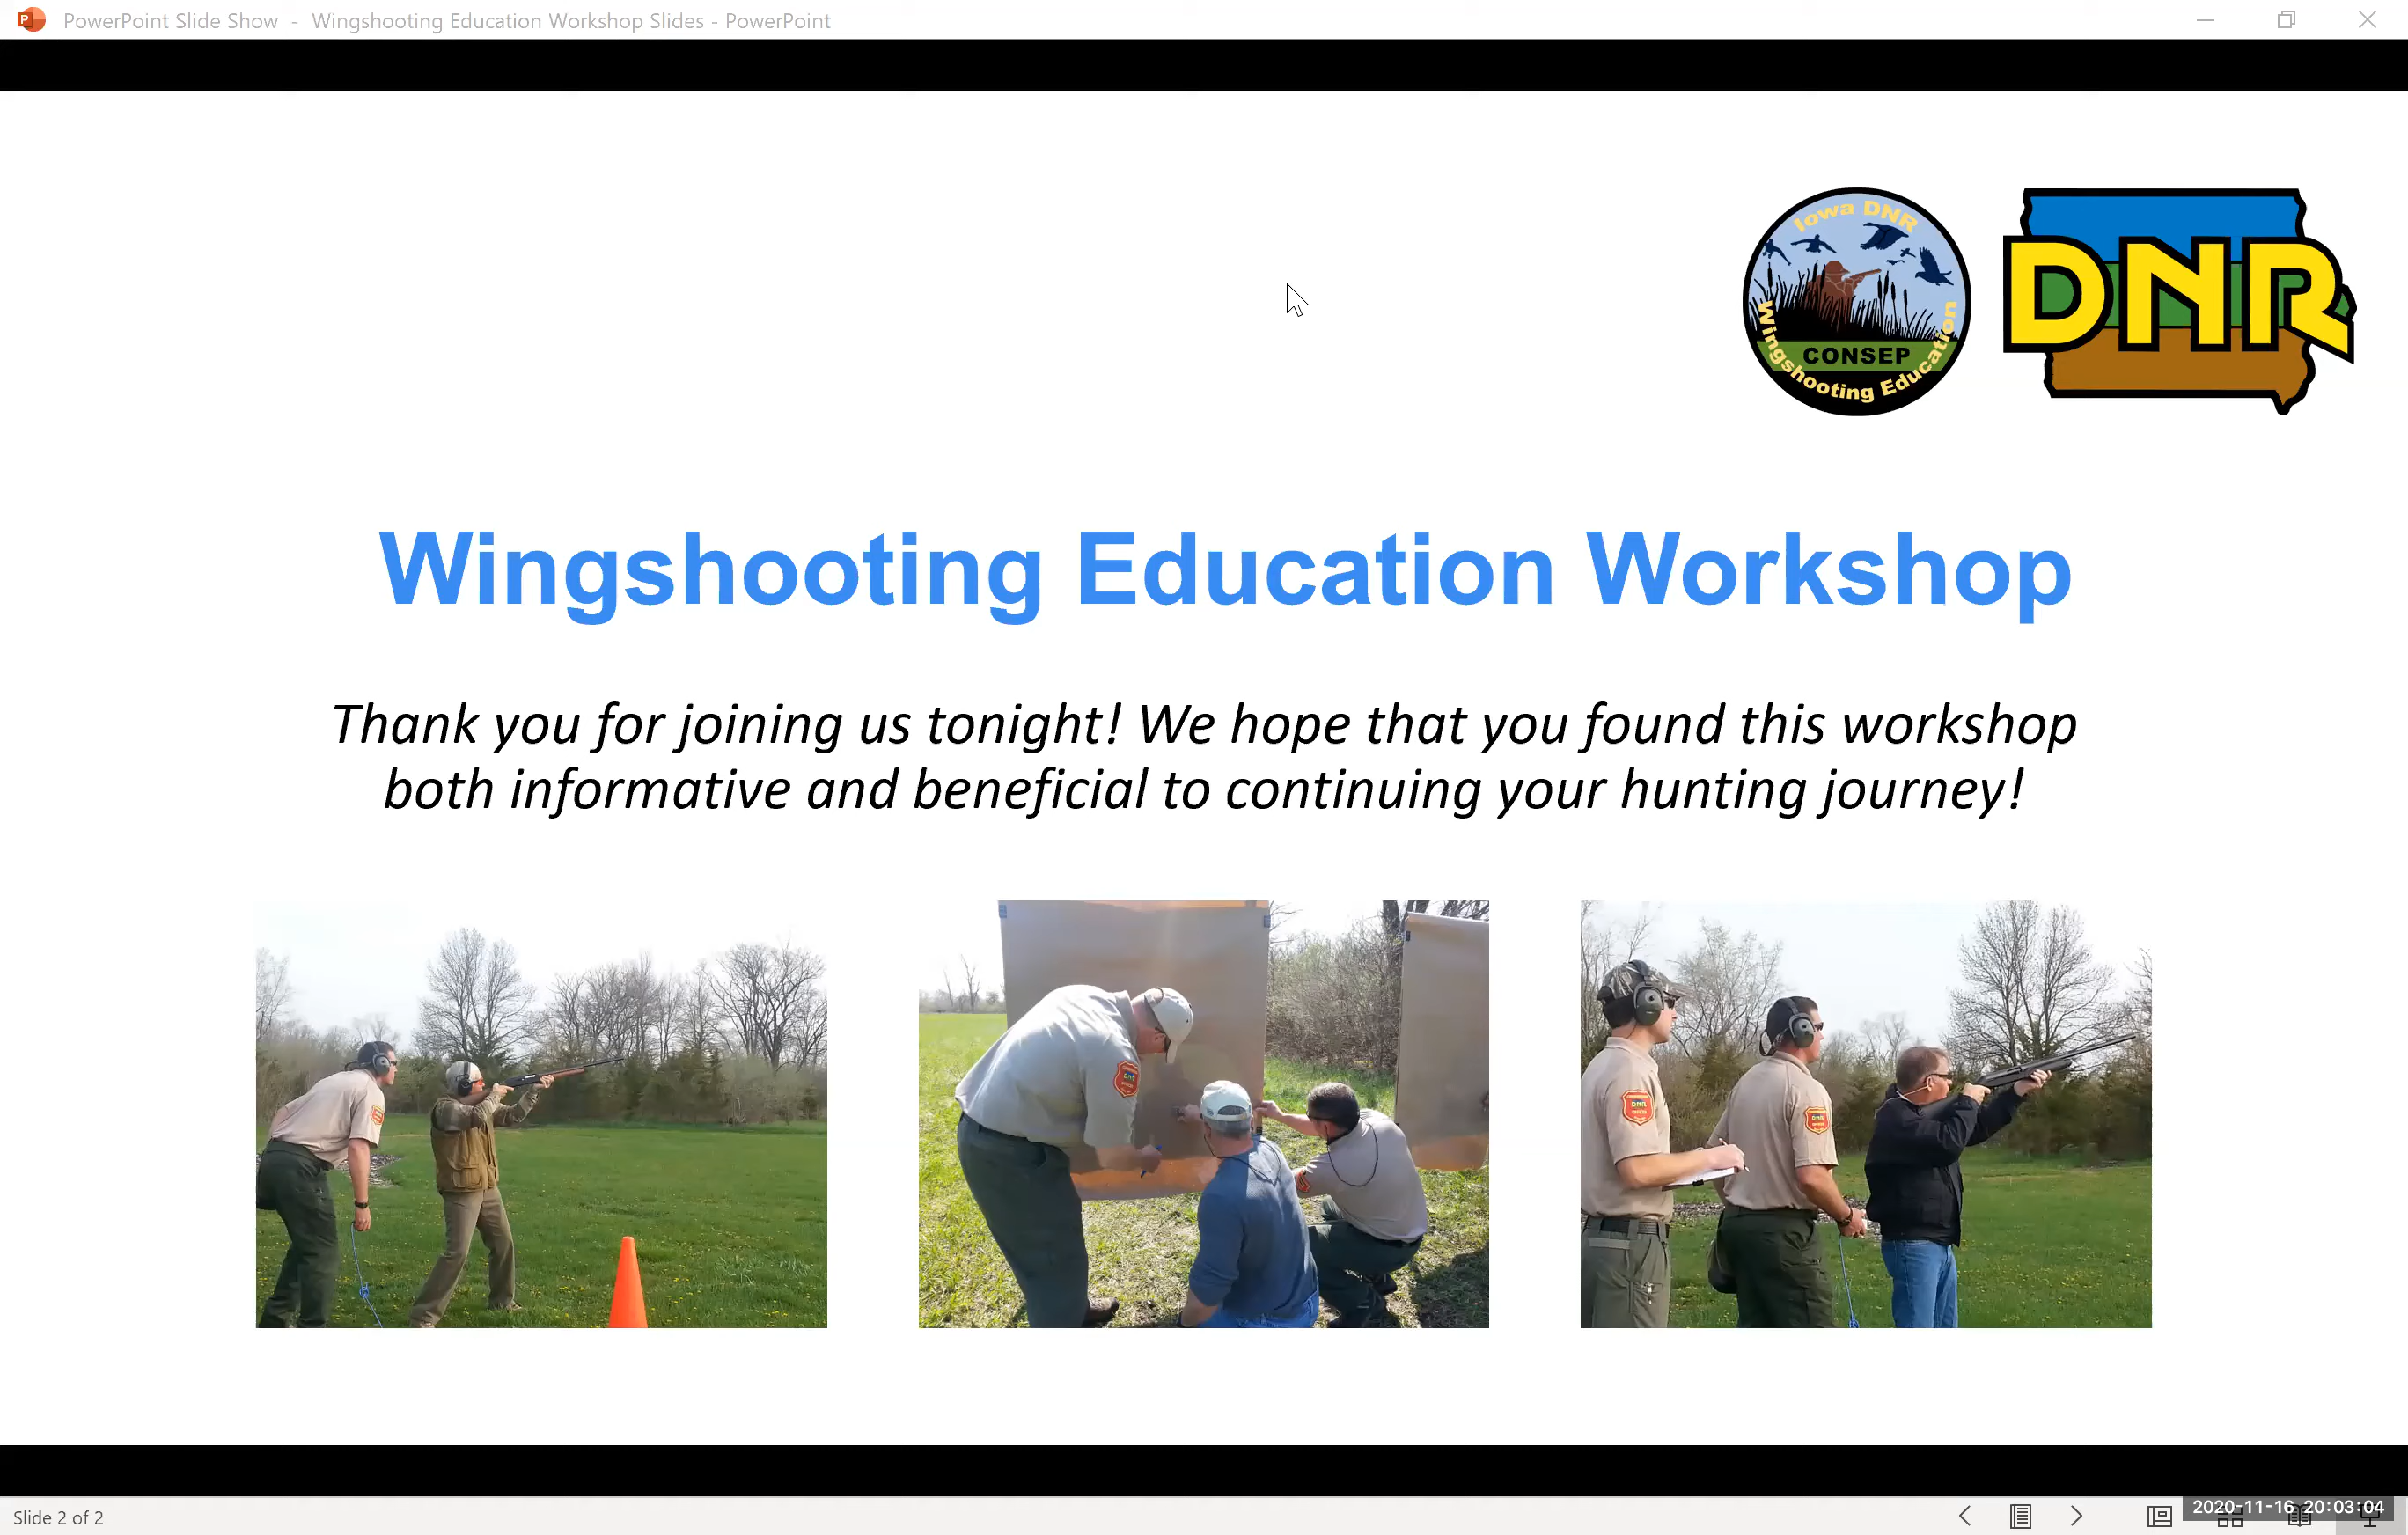 PowerPoint Slide Show - Wingshooting Education Workshop Slides - PowerPoint
Iowa DNR
CONSEP
Wingshooting Education
DNR
Wingshooting Education Workshop
Thank you for joining us tonight! We hope that you found this workshop
both informative and beneficial to continuing your hunting journey!
Slide 2 of 2
2020-11-16 20:03:04